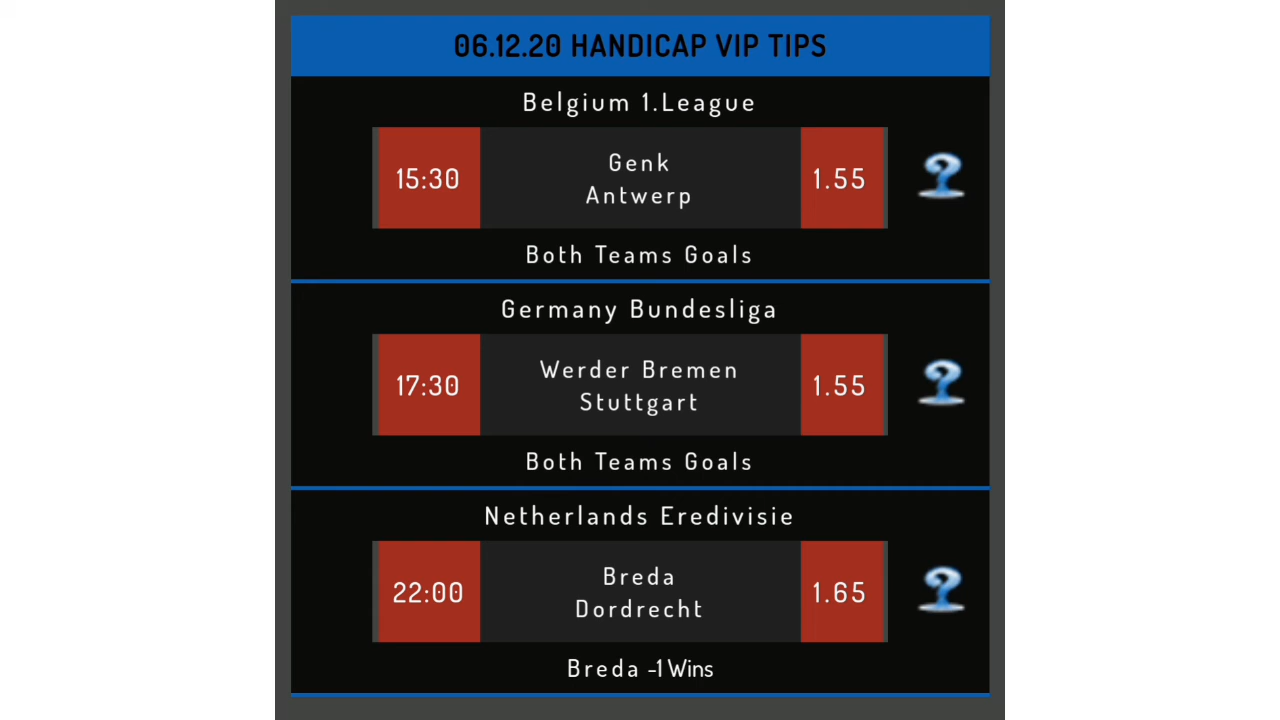 06.12.20 HANDICAP VIP TIPS
Belgium 1.League
15:30
Genk
Antwerp
1.55
Both Teams Goals
Germany Bundesliga
17:30
Werder Bremen
Stuttgart
1.55
Both Teams Goals
Netherlands Eredivisie
22:00
Breda
Dordrecht
1.65
Breda -1 Wins